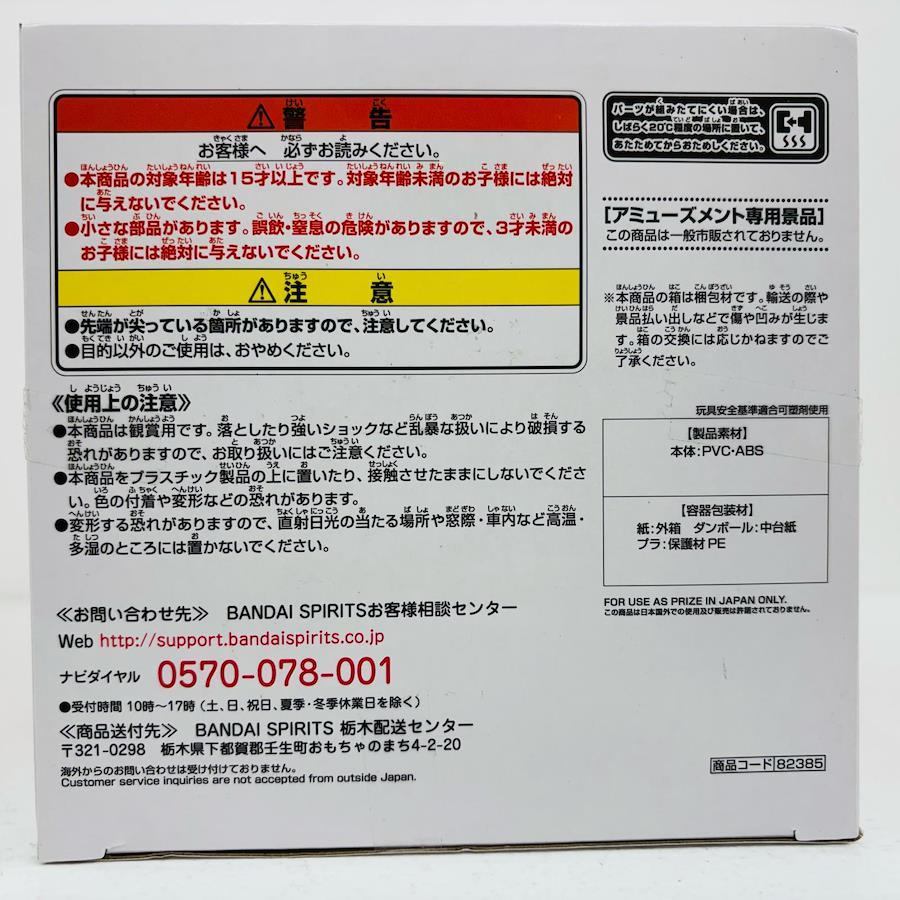 ⚠警告
お客様へ 必ずお読みください。
●本商品の対象年齢は15才以上です。対象年齢未満のお子様には絶対
に与えないでください。
●小さな部品があります。誤飲・窒息の危険がありますので、3才未満の
お子様には絶対に与えないでください。
⚠注意
●先端が尖っている箇所がありますので、注意してください。
●目的以外のご使用は、おやめください。
《使用上の注意》
●本商品は観賞用です。落としたり強いショックなど乱暴な扱いにより破損する
恐れがありますので、お取り扱いにはご注意ください。
●本商品をプラスチック製品の上に置いたり、接触させたままにしないでくださ
い。色の付着や変形などの恐れがあります。
●変形する恐れがありますので、直射日光の当たる場所や窓際・車内など高温・
多湿のところには置かないでください。
≪お問い合わせ先≫ BANDAI SPIRITSお客様相談センター
Web http://support.bandaispirits.co.jp
ナビダイヤル 0570-078-001
●受付時間 10時〜17時(土、日、祝日、夏季・冬季休業日を除く)
≪商品送付先≫ BANDAI SPIRITS 栃木配送センター
〒321-0298 栃木県下都賀郡壬生町おもちゃのまち4-2-20
海外からのお問い合わせは受け付けておりません。
Customer service inquiries are not accepted from outside Japan.
パーツが組みたてにくい場合は、
しばらく20℃程度の場所に置いて、
あたためてからおためしください。
[アミューズメント専用景品]
この商品は一般市販されておりません。
※本商品の箱は梱包材です。輸送の際や
景品払い出しなどで傷や凹みが生じま
す。箱の交換には応じかねますのでご
了承ください。
玩具安全基準適合可塑剤使用
【製品素材】
本体:PVC・ABS
【容器包装材】
紙:外箱 ダンボール:中台紙
プラ:保護材PE
FOR USE AS PRIZE IN JAPAN ONLY.
この商品は日本国外での使用及び販売は許諾されておりません。
商品コード 82385